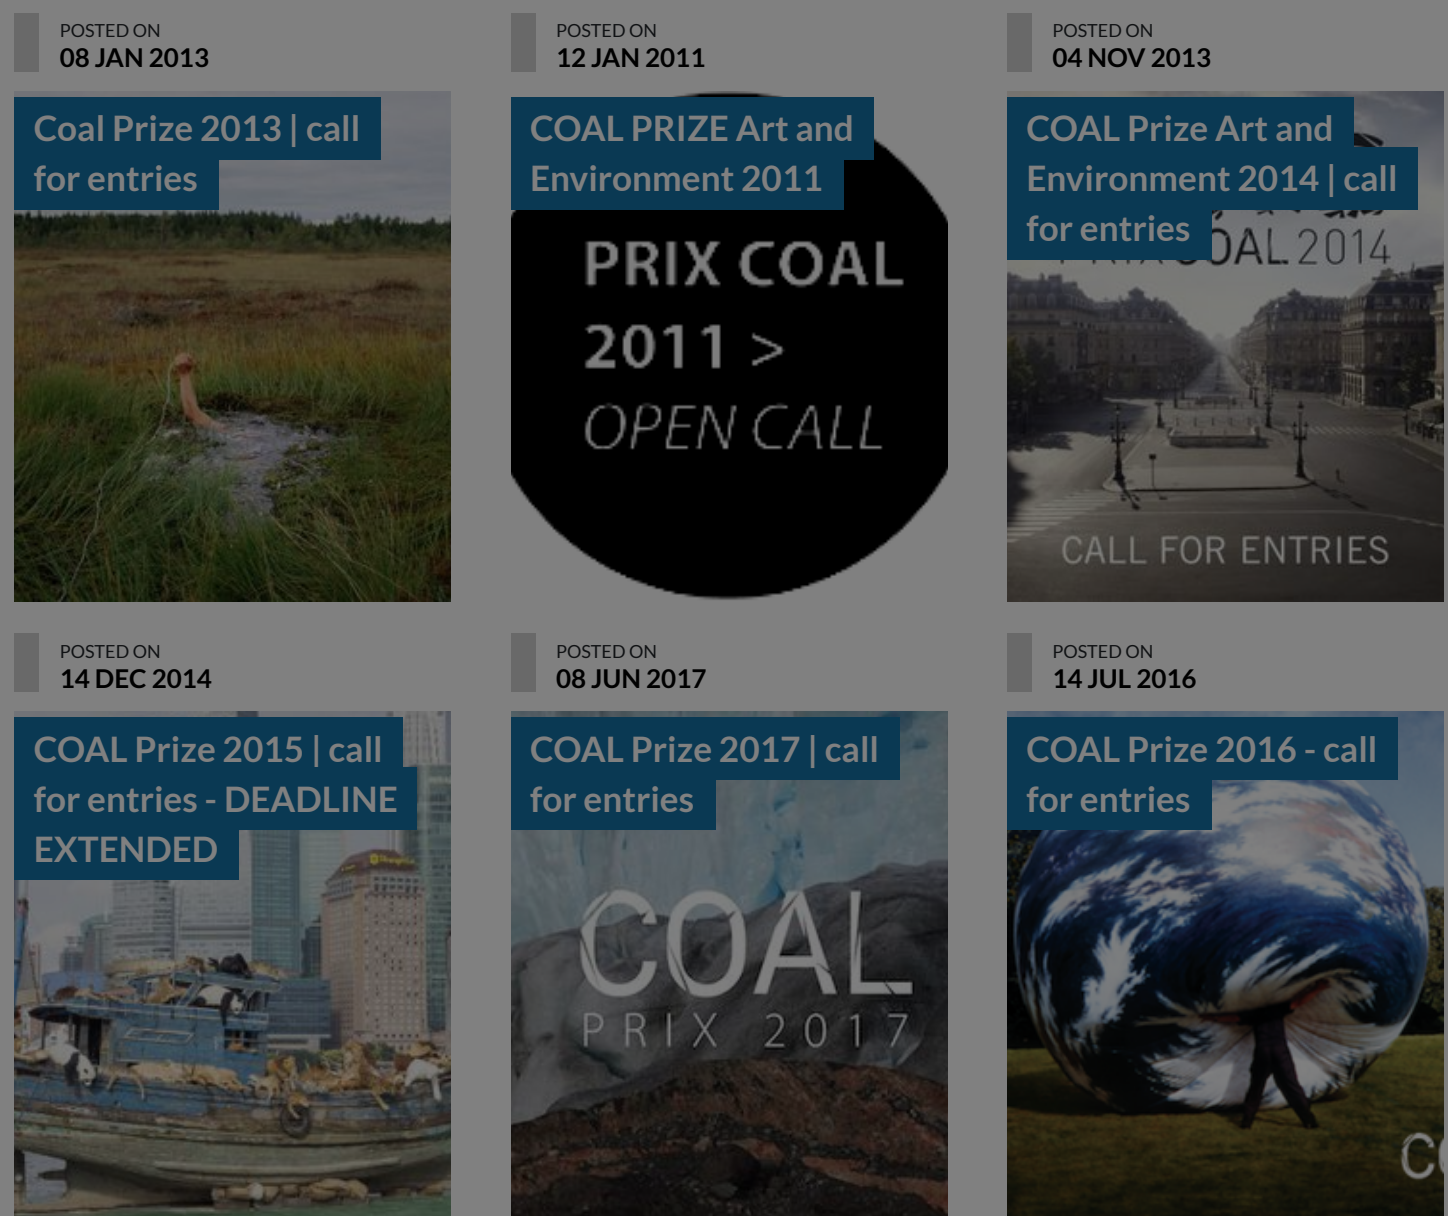 POSTED ON
08 JAN 2013
Coal Prize 2013 | call
for entries
POSTED ON
12 JAN 2011
COAL PRIZE Art and
Environment 2011
PRIX COAL
2011 >
OPEN CALL
POSTED ON
04 NOV 2013
COAL Prize Art and
Environment 2014 | call
for entries
PRIX COAL 2014
CALL FOR ENTRIES
POSTED ON
14 DEC 2014
COAL Prize 2015 | call
for entries - DEADLINE
EXTENDED
POSTED ON
08 JUN 2017
COAL Prize 2017 | call
for entries
COAL
PRIX 2017
POSTED ON
14 JUL 2016
COAL Prize 2016 - call
for entries